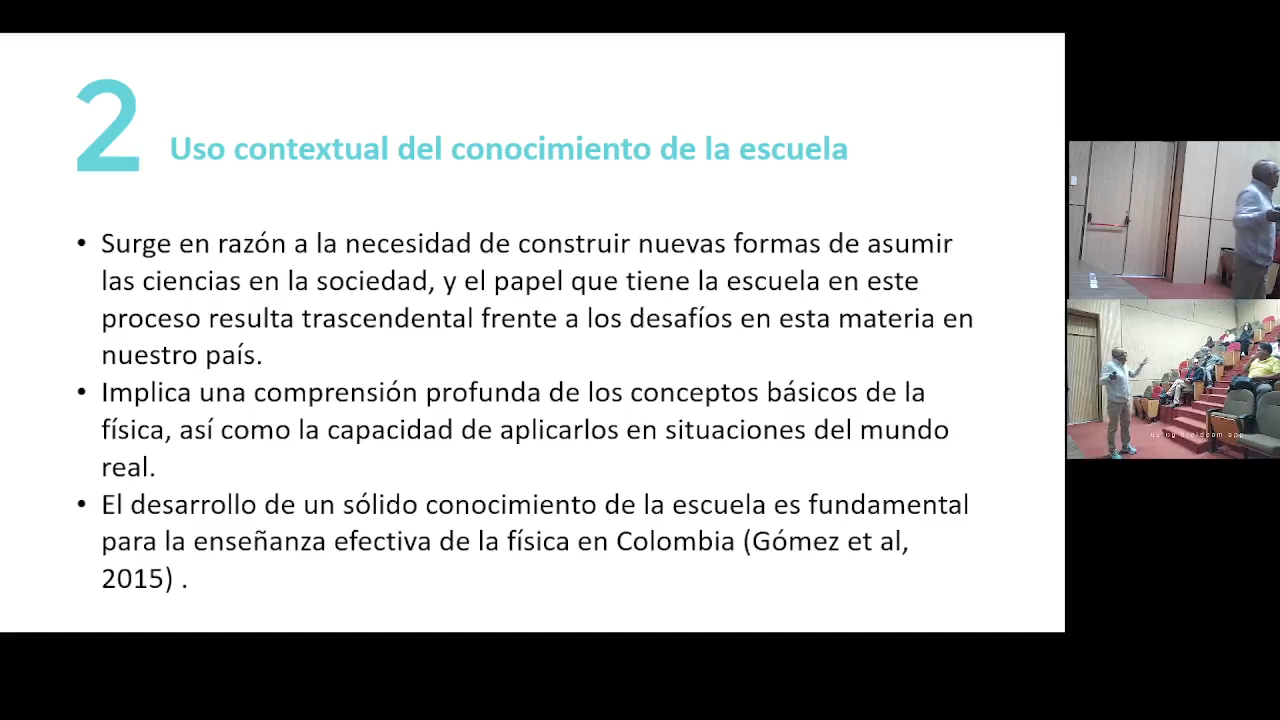 2
Uso contextual del conocimiento de la escuela
• Surge en razón a la necesidad de construir nuevas formas de asumir
las ciencias en la sociedad, y el papel que tiene la escuela en este
proceso resulta trascendental frente a los desafíos en esta materia en
nuestro país.
• Implica una comprensión profunda de los conceptos básicos de la
física, así como la capacidad de aplicarlos en situaciones del mundo
real.
• El desarrollo de un sólido conocimiento de la escuela es fundamental
para la enseñanza efectiva de la física en Colombia (Gómez et al,
2015) .